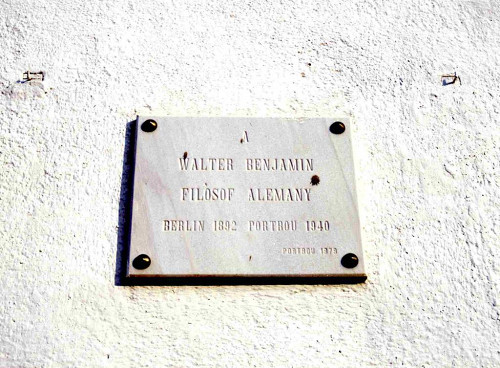 A
WALTER BENJAMIN
FILÒSOF ALEMANY
BERLIN 1892 PORTBOU 1940
PORTBOU 1979